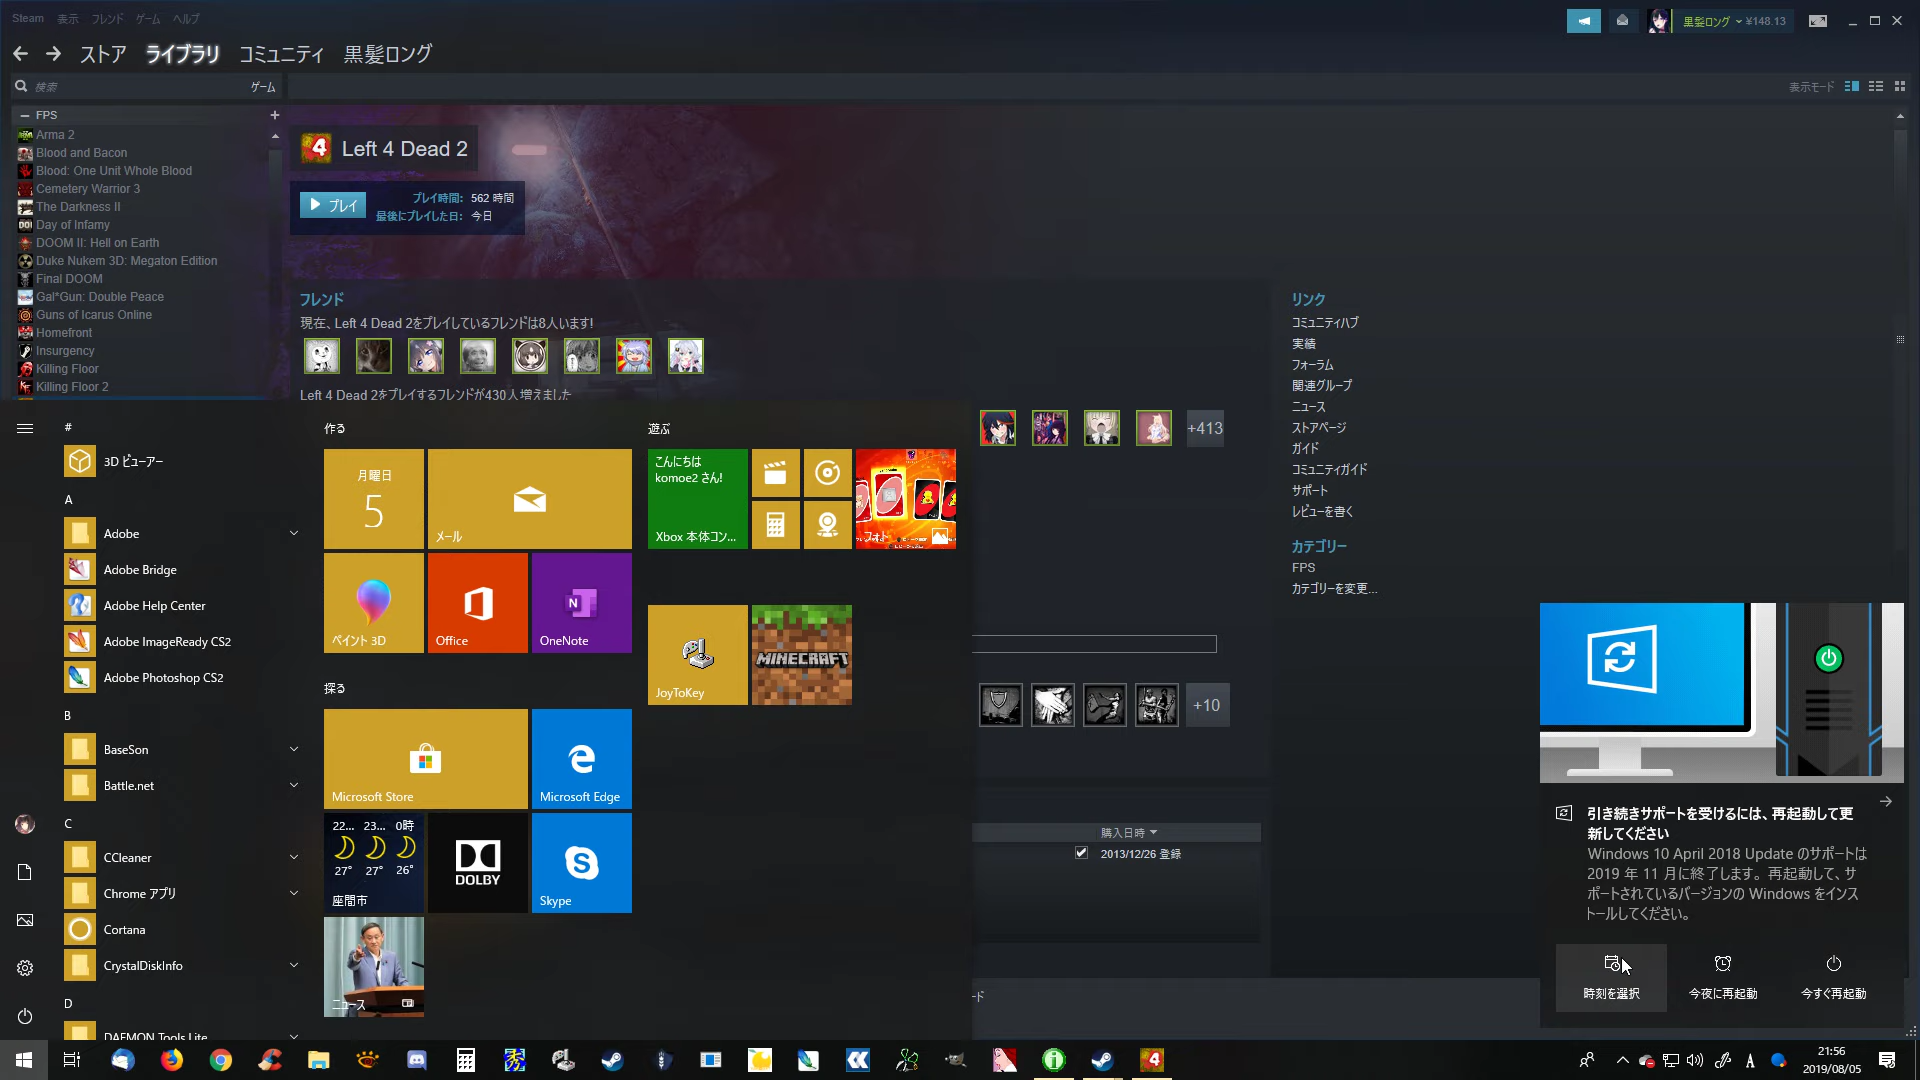 Steam 表示 フレンド ゲーム ヘルプ
黒髪ロング ¥148.13
ストア ライブラリ コミュニティ 黒髪ロング
検索 ゲーム
表示モード
FPS
Arma 2
Blood and Bacon
Blood: One Unit Whole Blood
Cemetery Warrior 3
The Darkness II
Day of Infamy
DOOM II: Hell on Earth
Duke Nukem 3D: Megaton Edition
Final DOOM
Gal*Gun: Double Peace
Guns of Icarus Online
Homefront
Insurgency
Killing Floor
Killing Floor 2
Left 4 Dead 2
プレイ
プレイ時間: 562 時間
最後にプレイした日: 今日
フレンド
現在、Left 4 Dead 2をプレイしているフレンドは8人います!
Left 4 Dead 2をプレイするフレンドが430人増えました
+413
+10
購入日時
2013/12/26 登録
ード
リンク
コミュニティハブ
実績
フォーラム
関連グループ
ニュース
ストアページ
ガイド
コミュニティガイド
サポート
レビューを書く
カテゴリー
FPS
カテゴリーを変更...
#
3D ビューアー
A
Adobe
Adobe Bridge
Adobe Help Center
Adobe ImageReady CS2
Adobe Photoshop CS2
B
BaseSon
Battle.net
C
CCleaner
Chrome アプリ
Cortana
CrystalDiskInfo
D
DAEMON Tools Lite
作る
月曜日
5
メール
ペイント 3D
Office
OneNote
探る
Microsoft Store
Microsoft Edge
22... 23... 0時
27° 27° 26°
座間市
DOLBY
Skype
ニュース
遊ぶ
こんにちは
komoe2 さん!
Xbox 本体コン...
フォト
JoyToKey
MINECRAFT
引き続きサポートを受けるには、再起動して更
新してください
Windows 10 April 2018 Update のサポートは
2019 年 11 月に終了します。再起動して、サ
ポートされているバージョンの Windows をインス
トールしてください。
時刻を選択
今夜に再起動
今すぐ再起動
A
21:56
2019/08/05